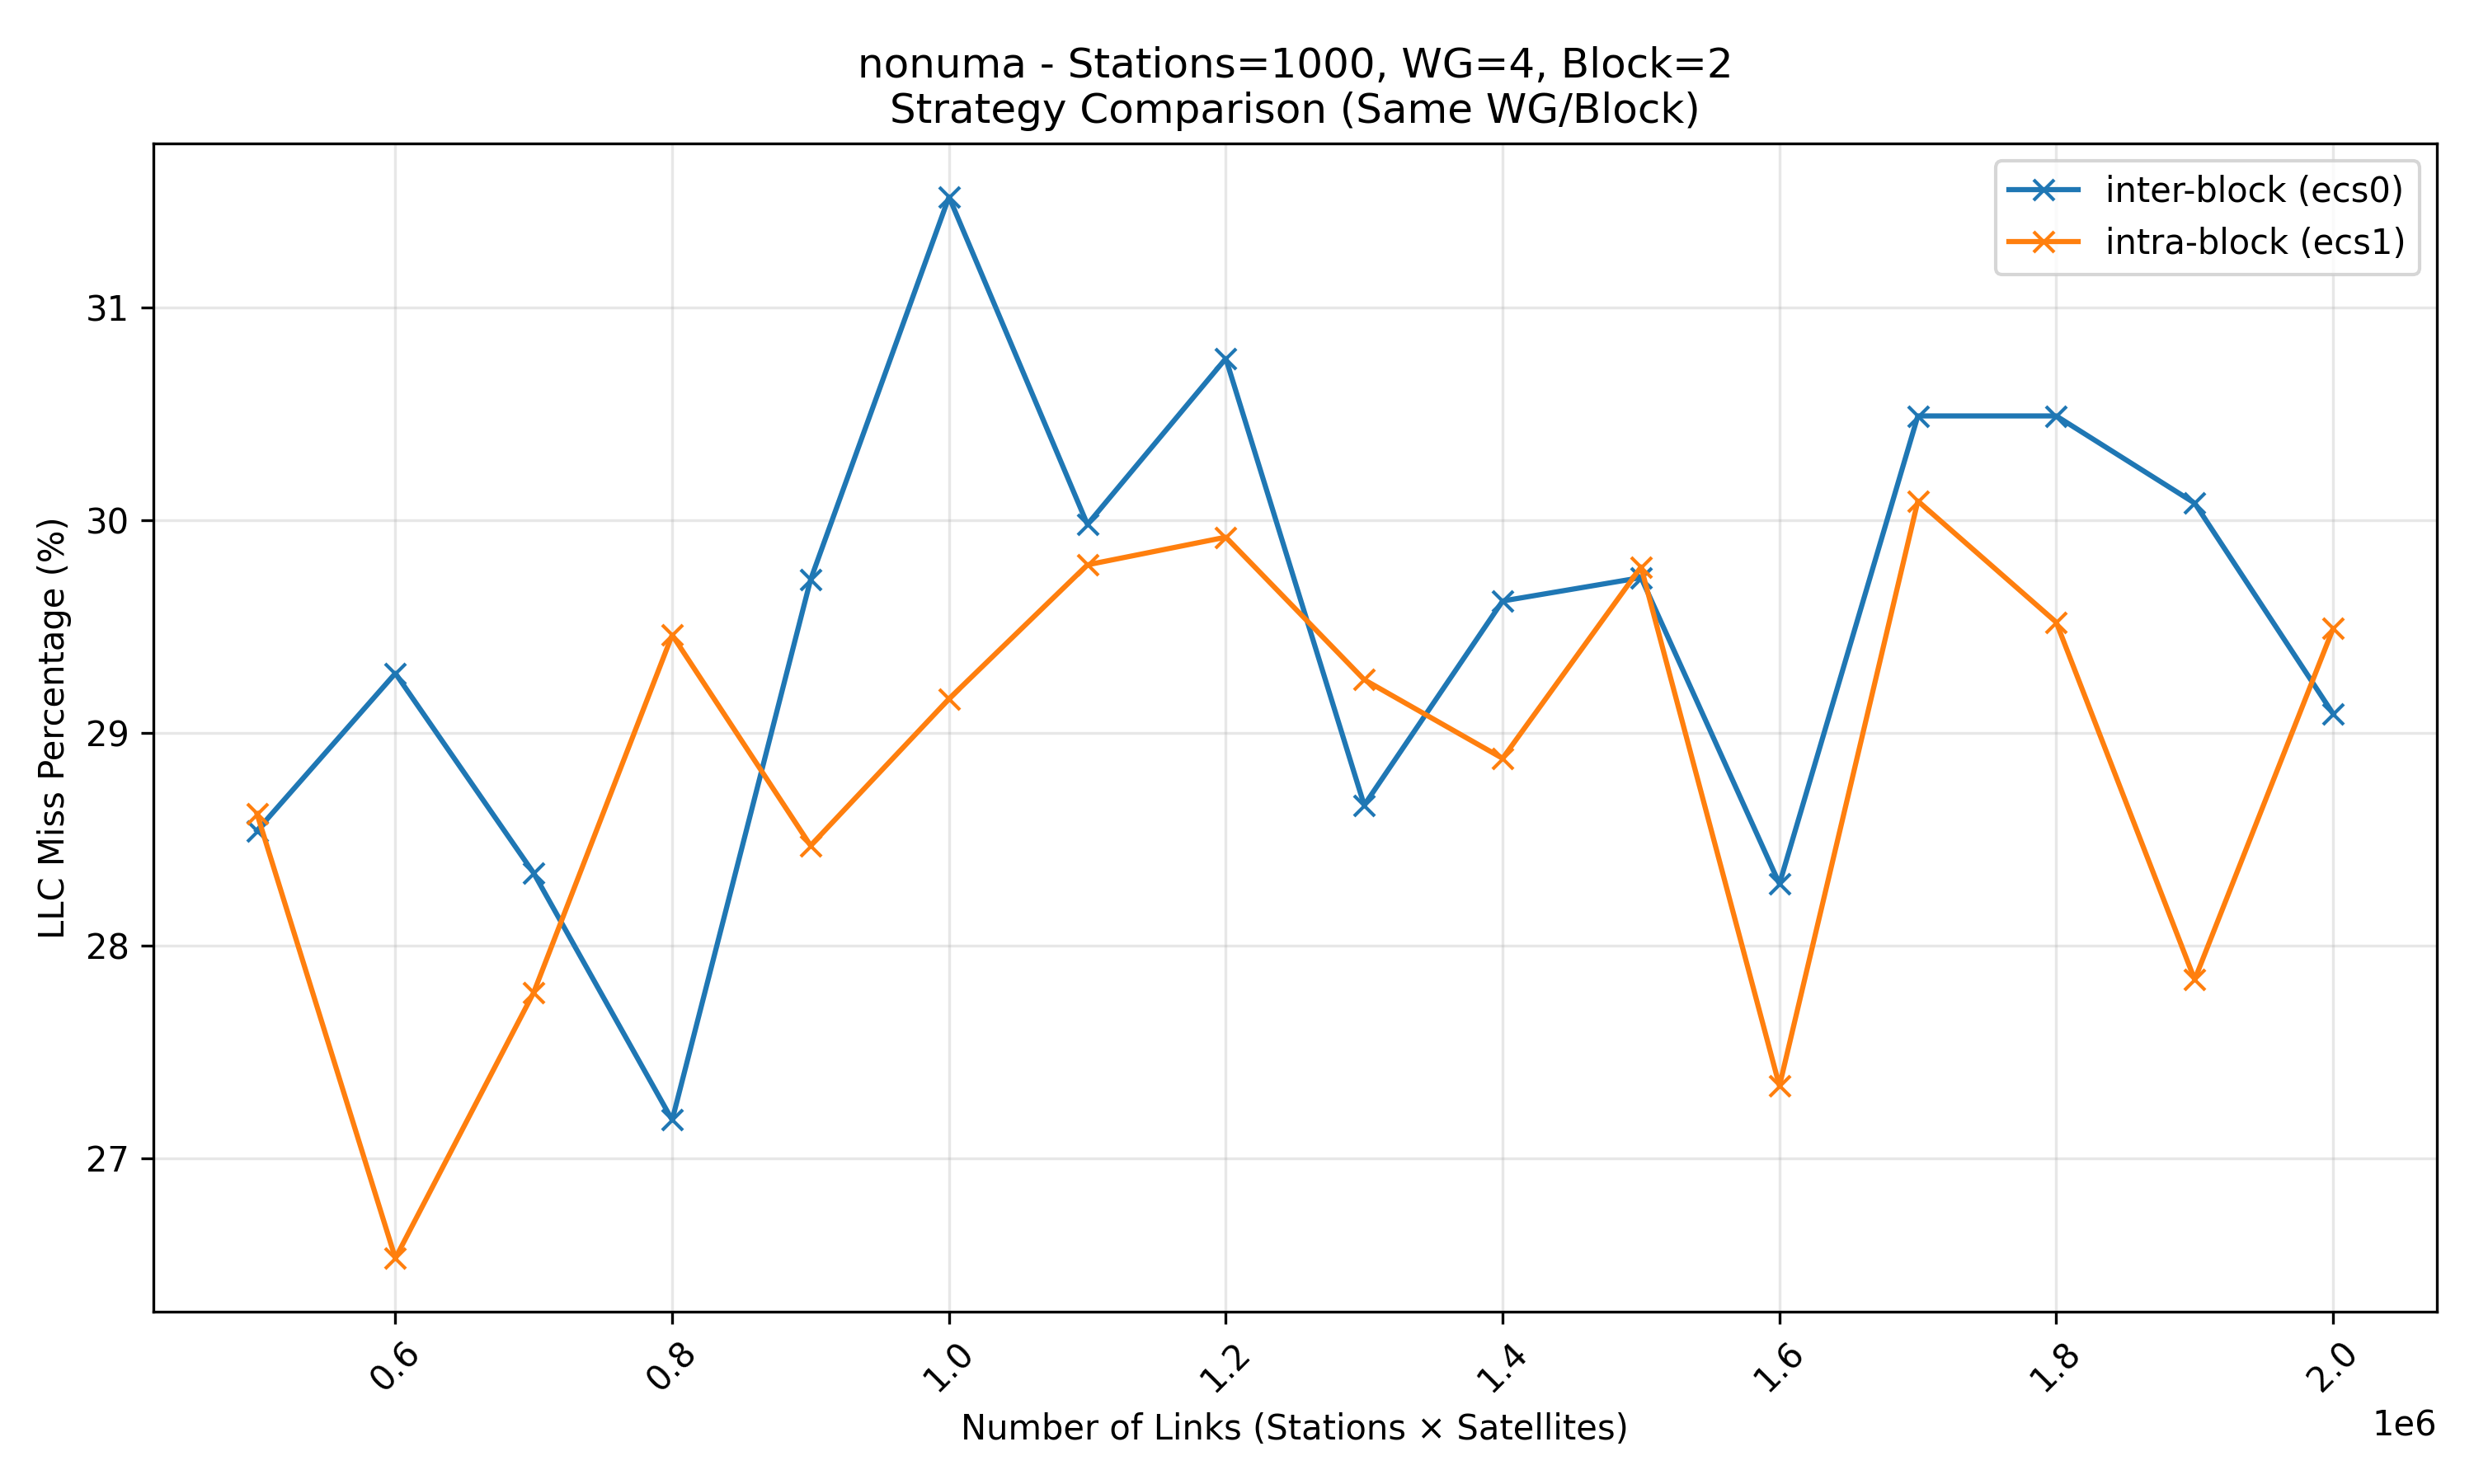 nonuma - Stations=1000, WG=4, Block=2
Strategy Comparison (Same WG/Block)
inter-block (ecs0)
intra-block (ecs1)
LLC Miss Percentage (%)
31
30
29
28
27
0.6
0.8
1.0
1.2
1.4
1.6
1.8
2.0
1e6
Number of Links (Stations × Satellites)